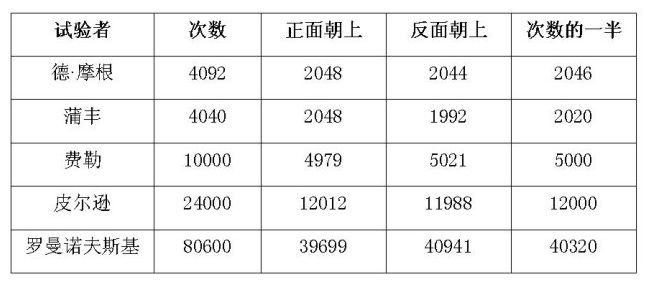 试验者 次数 正面朝上 反面朝上 次数的一半
德·摩根 4092 2048 2044 2046
蒲丰 4040 2048 1992 2020
费勒 10000 4979 5021 5000
皮尔逊 24000 12012 11988 12000
罗曼诺夫斯基 80600 39699 40941 40320